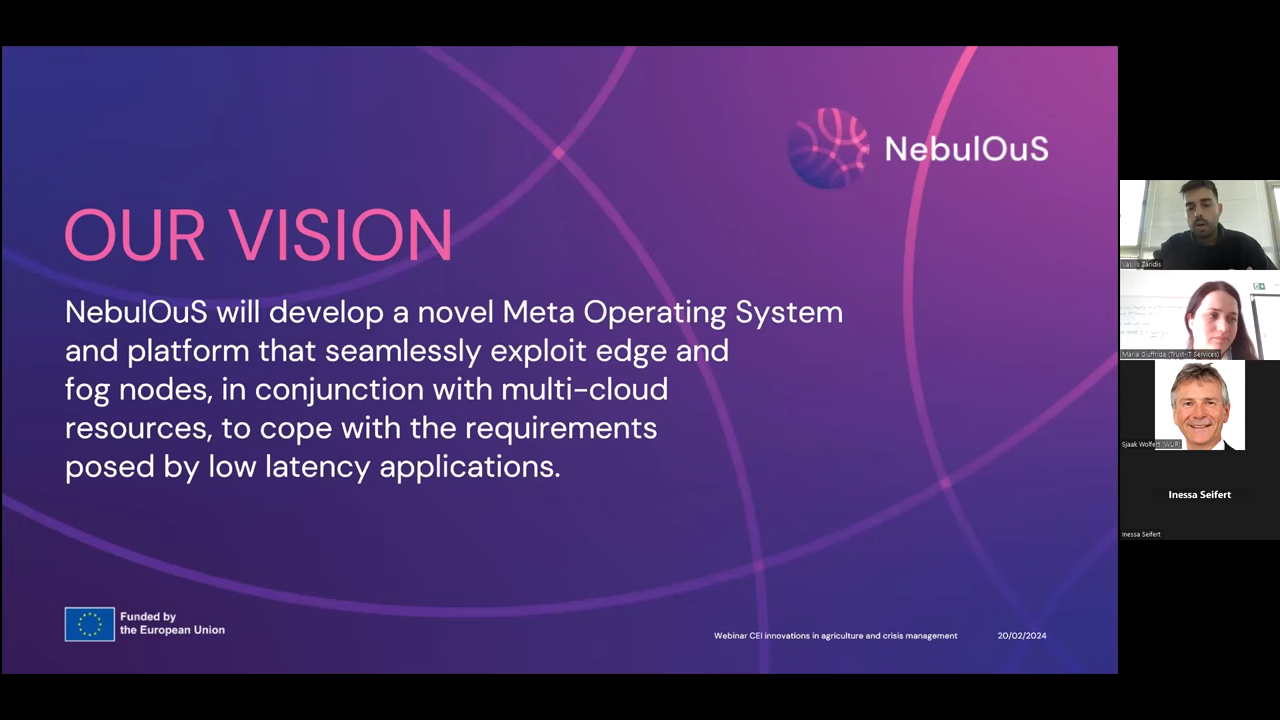 NebulOuS
OUR VISION
NebulOuS will develop a novel Meta Operating System
and platform that seamlessly exploit edge and
fog nodes, in conjunction with multi-cloud
resources, to cope with the requirements
posed by low latency applications.
Funded by
the European Union
Webinar CEI innovations in agriculture and crisis management
20/02/2024
Vasilis Zaridis
Maria Giuffrida (Trust-IT Services)
Sjaak Wolfert (WUR)
Inessa Seifert
Inessa Seifert